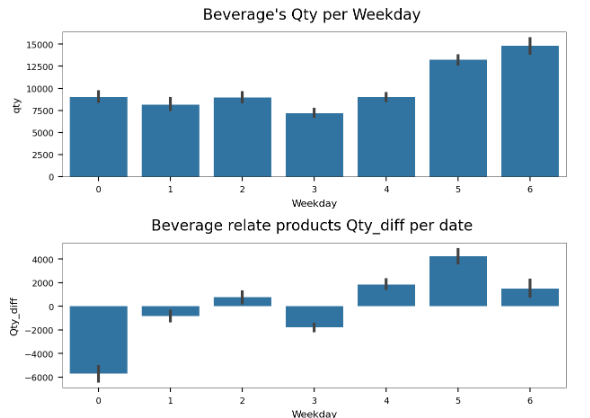 Beverage's Qty per Weekday
15000
12500
10000
7500
5000
2500
0
qty
0 1 2 3 4 5 6
Weekday
Beverage relate products Qty_diff per date
4000
2000
0
−2000
−4000
−6000
Qty_diff
0 1 2 3 4 5 6
Weekday